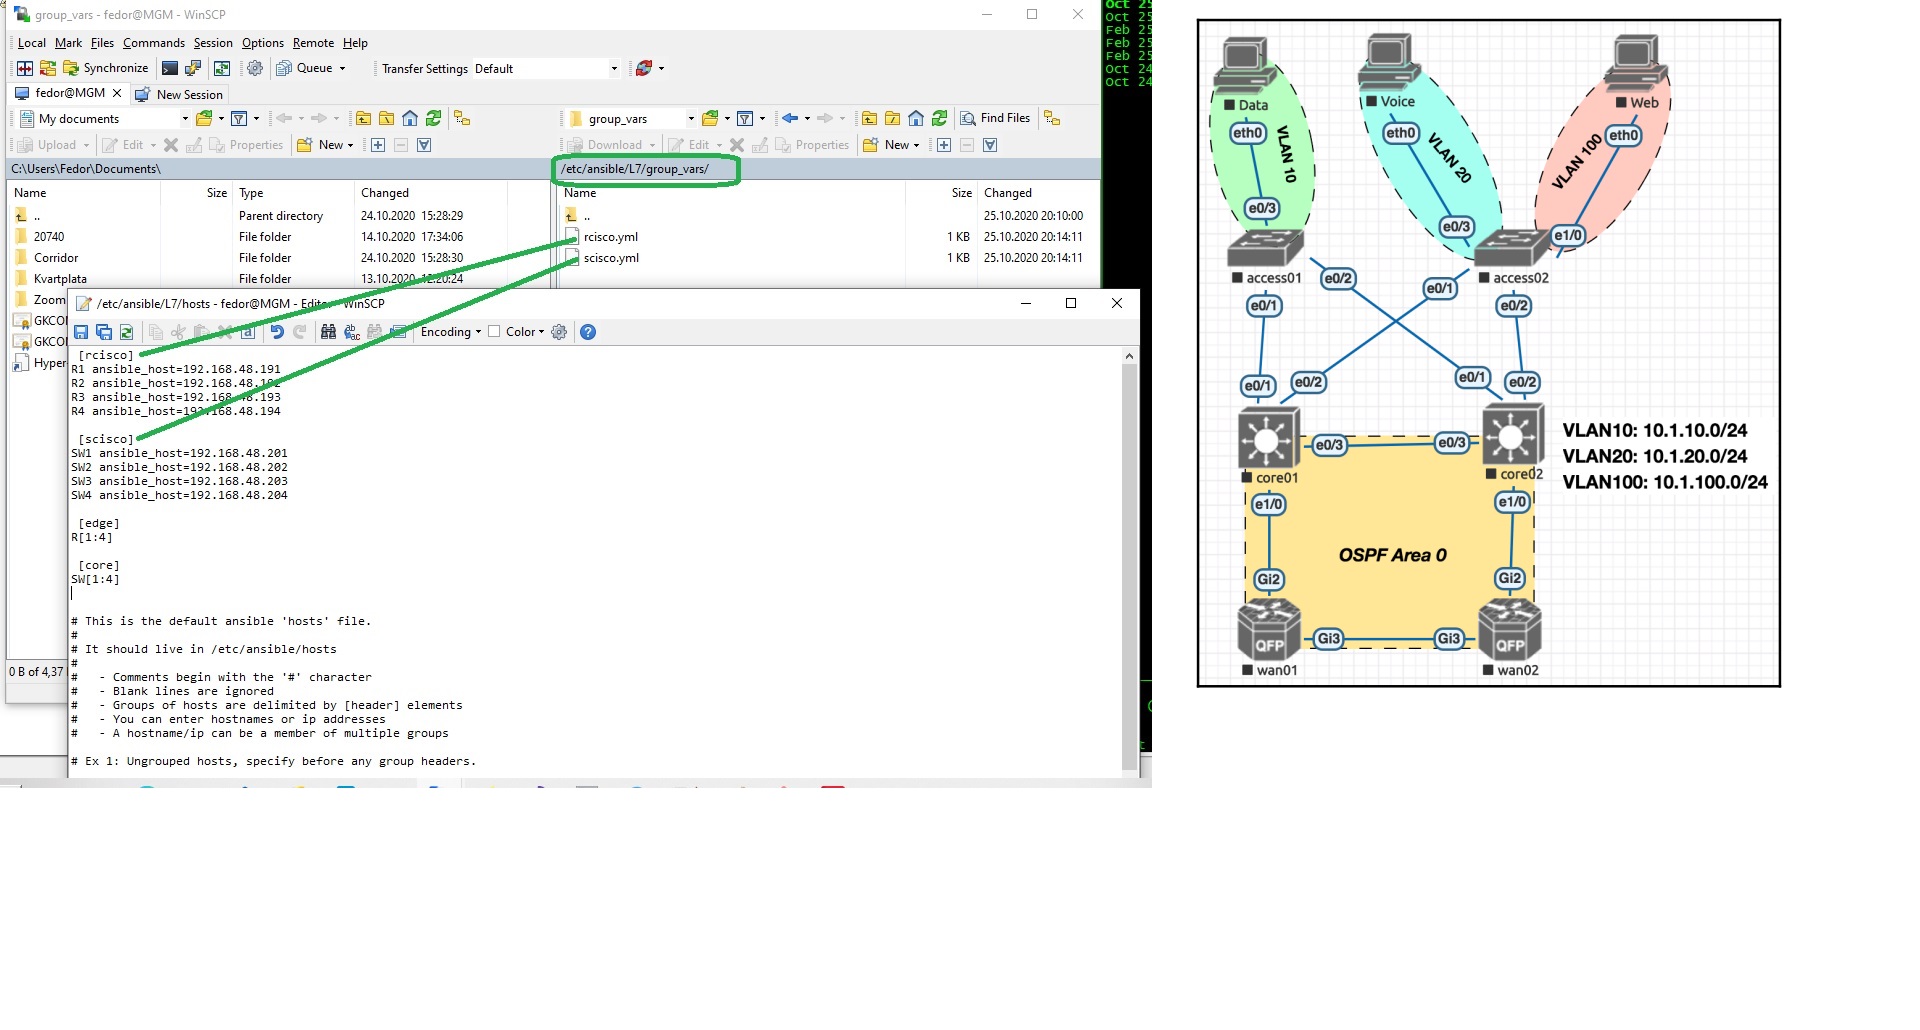 group_vars - fedor@MGM - WinSCP
Local Mark Files Commands Session Options Remote Help
Synchronize Queue Transfer Settings Default
fedor@MGM New Session
My documents
Upload Edit Properties New
C:\Users\Fedor\Documents\
Name Size Type Changed
.. Parent directory 24.10.2020 15:28:29
20740 File folder 14.10.2020 17:34:06
Corridor File folder 24.10.2020 15:28:30
Kvartplata File folder 13.10.2020 12:20:24
Zoom
GKCO
GKCO
Hyper
0 B of 4,37
group_vars Find Files
Download Edit Properties New
/etc/ansible/L7/group_vars/
Name Size Changed
.. 25.10.2020 20:10:00
rcisco.yml 1 KB 25.10.2020 20:14:11
scisco.yml 1 KB 25.10.2020 20:14:11
Oct 25
Oct 25
Feb 25
Feb 25
Feb 25
Oct 24
Oct 24
/etc/ansible/L7/hosts - fedor@MGM - Editor - WinSCP
Encoding Color
[rcisco]
R1 ansible_host=192.168.48.191
R2 ansible_host=192.168.48.192
R3 ansible_host=192.168.48.193
R4 ansible_host=192.168.48.194
[scisco]
SW1 ansible_host=192.168.48.201
SW2 ansible_host=192.168.48.202
SW3 ansible_host=192.168.48.203
SW4 ansible_host=192.168.48.204
[edge]
R[1:4]
[core]
SW[1:4]
# This is the default ansible 'hosts' file.
#
# It should live in /etc/ansible/hosts
#
# - Comments begin with the '#' character
# - Blank lines are ignored
# - Groups of hosts are delimited by [header] elements
# - You can enter hostnames or ip addresses
# - A hostname/ip can be a member of multiple groups
# Ex 1: Ungrouped hosts, specify before any group headers.
Data Voice Web
eth0 eth0 eth0
VLAN 10 VLAN 20 VLAN 100
e0/3 e0/3 e1/0
access01 access02
e0/2 e0/1
e0/1 e0/2
e0/1 e0/2 e0/1 e0/2
e0/3 e0/3
core01 core02
VLAN10: 10.1.10.0/24
VLAN20: 10.1.20.0/24
VLAN100: 10.1.100.0/24
e1/0 e1/0
OSPF Area 0
Gi2 Gi2
QFP Gi3 Gi3 QFP
wan01 wan02